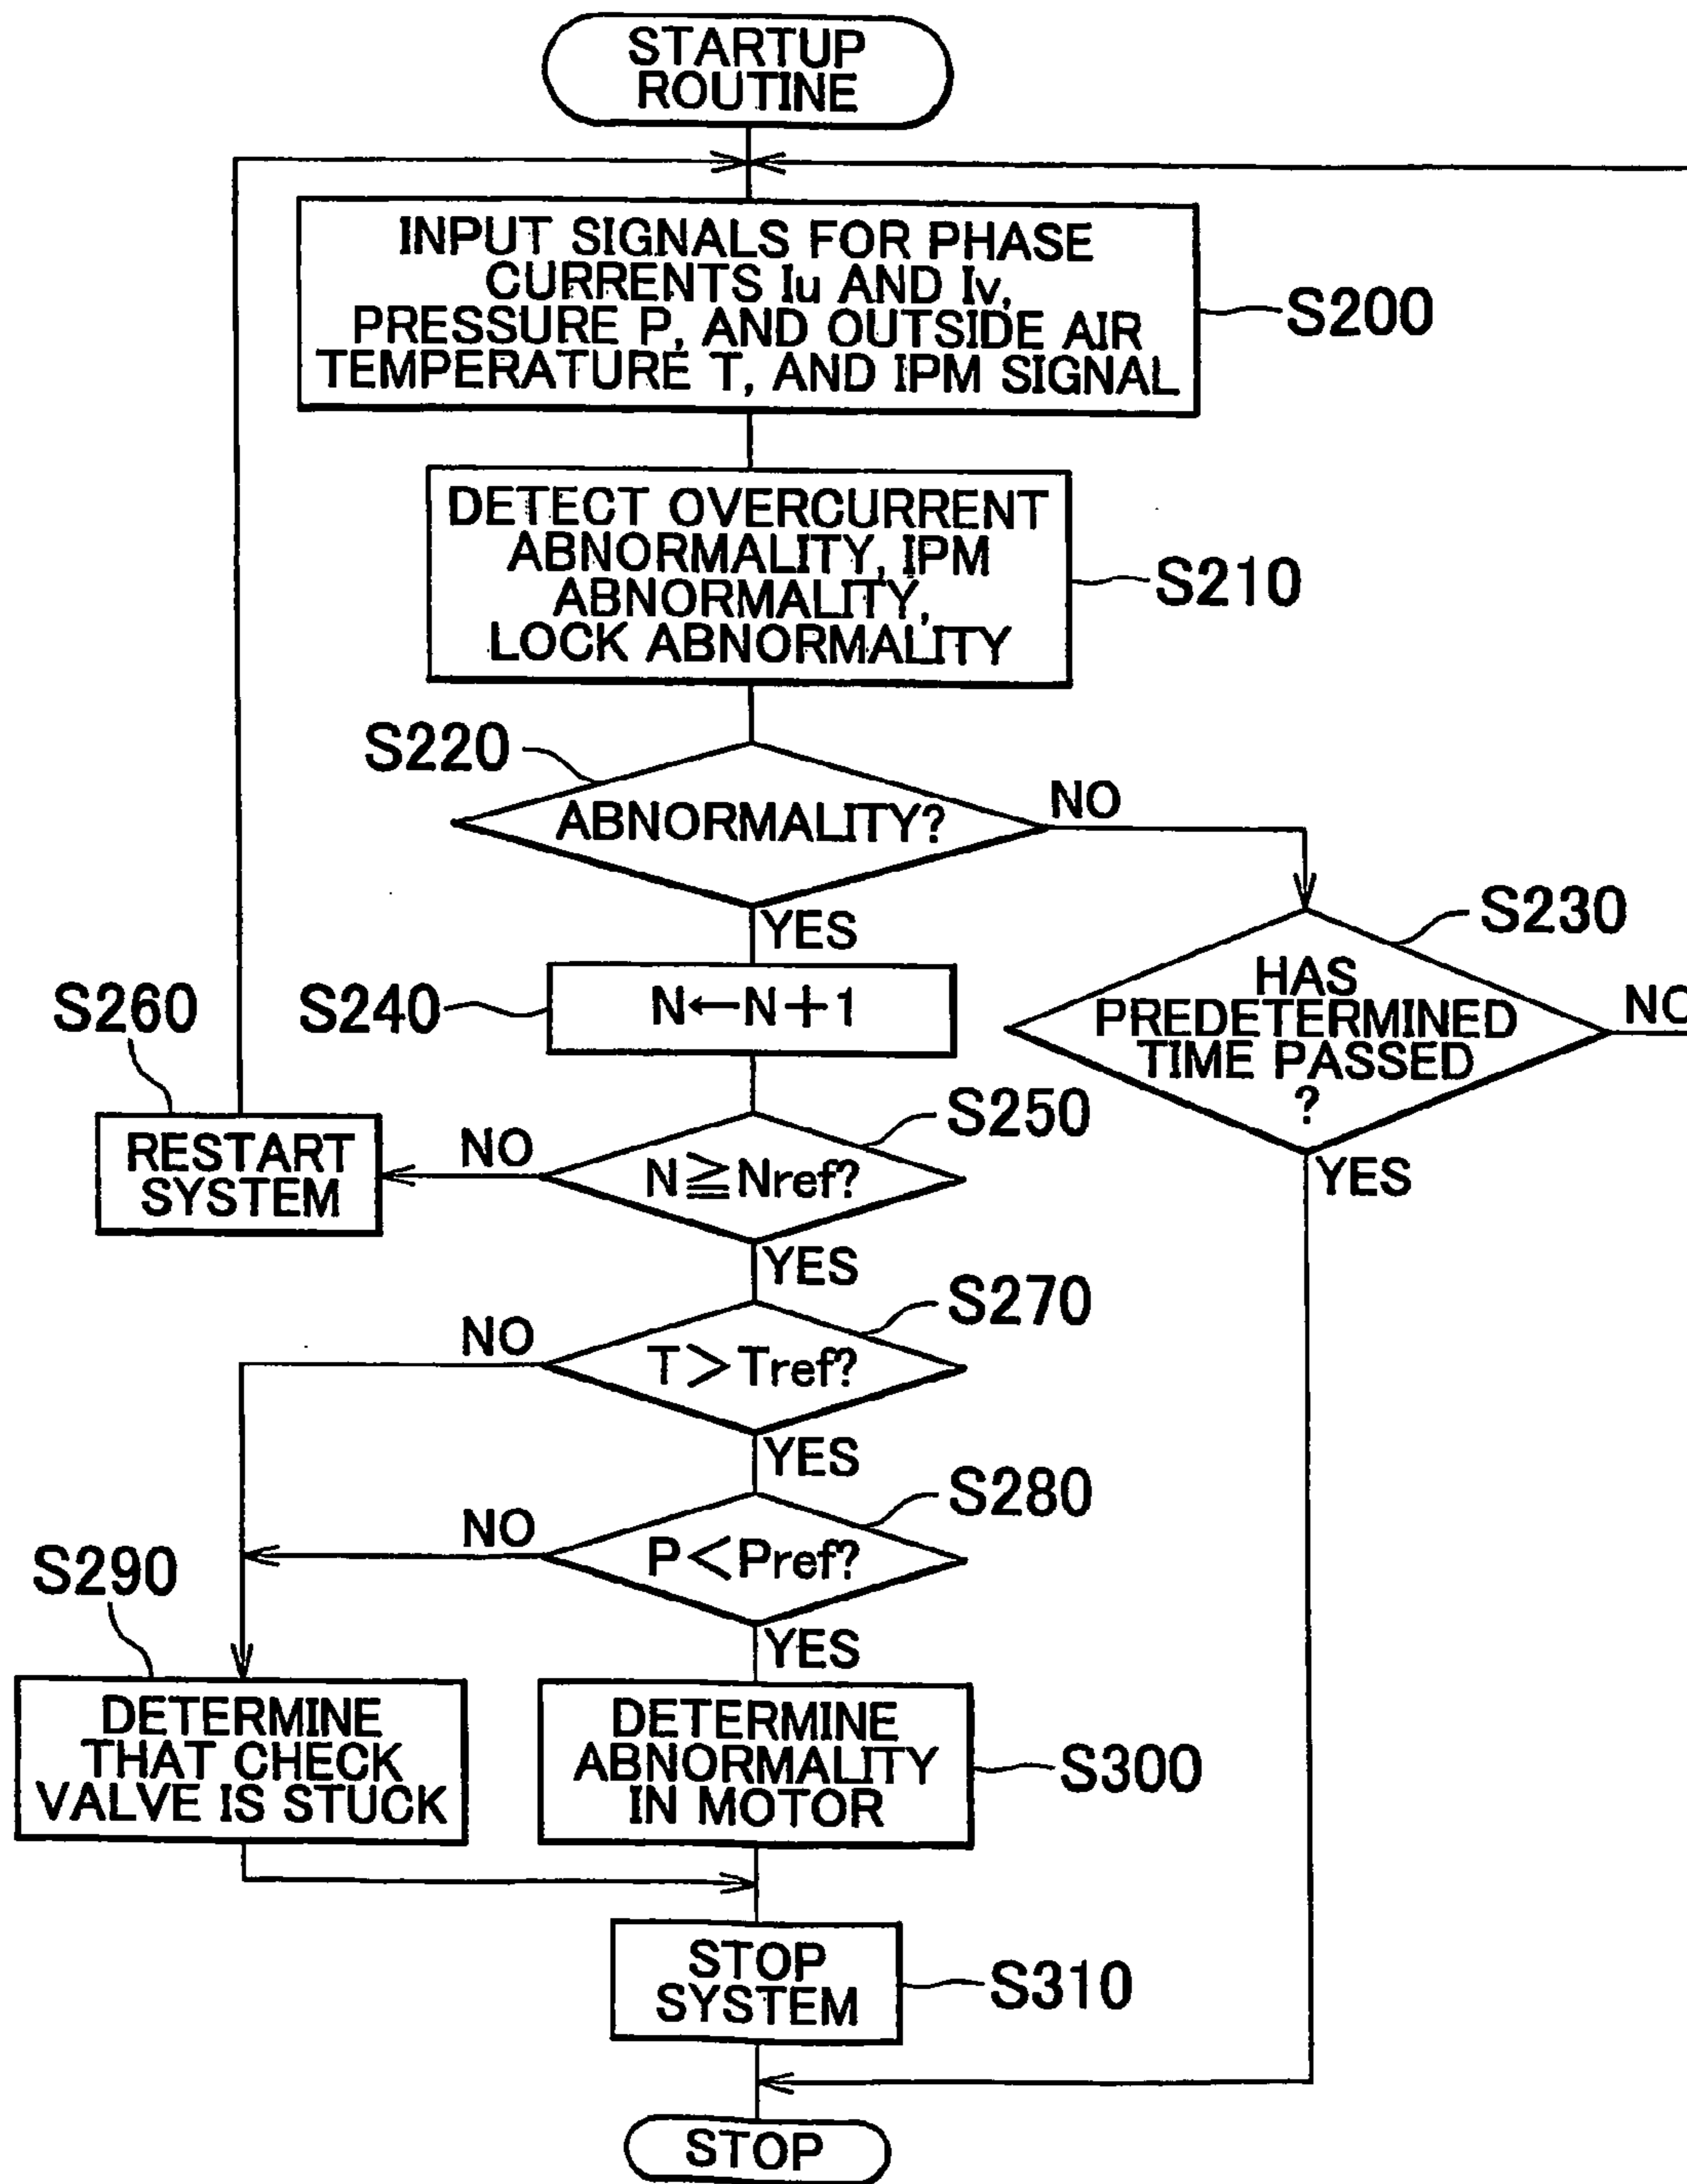 STARTUP
ROUTINE
INPUT SIGNALS FOR PHASE
CURRENTS Iu AND Iv,
PRESSURE P, AND OUTSIDE AIR
TEMPERATURE T, AND IPM SIGNAL
S200
DETECT OVERCURRENT
ABNORMALITY, IPM
ABNORMALITY,
LOCK ABNORMALITY
S210
S220
ABNORMALITY?
NO
YES
S230
HAS
PREDETERMINED
TIME PASSED
?
NO
YES
S240
N←N+1
S260
RESTART
SYSTEM
S250
NO
N≧Nref?
YES
S270
NO
T>Tref?
YES
S280
NO
P<Pref?
YES
S290
DETERMINE
THAT CHECK
VALVE IS STUCK
DETERMINE
ABNORMALITY
IN MOTOR
S300
STOP
SYSTEM
S310
STOP